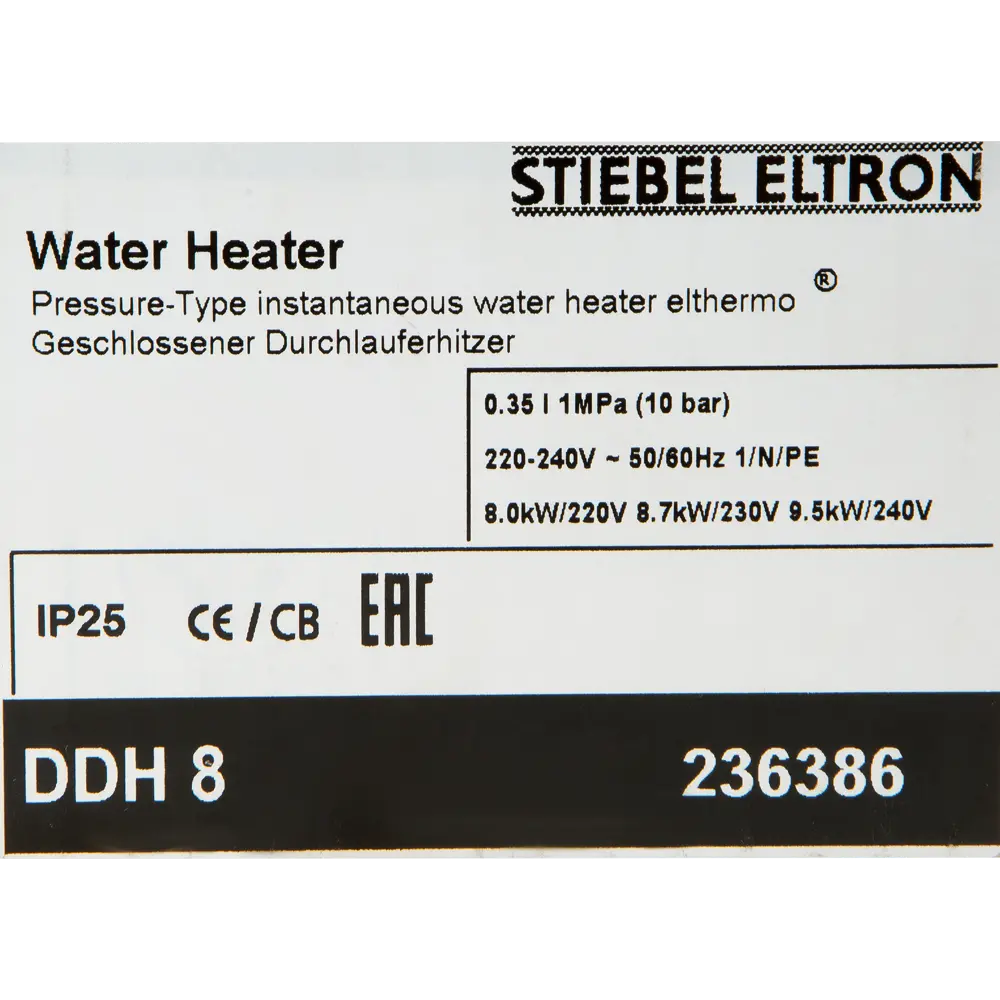 STIEBEL ELTRON
Water Heater
Pressure-Type instantaneous water heater elthermo ®
Geschlossener Durchlauferhitzer
0.35 l 1MPa (10 bar)
220-240V ~ 50/60Hz 1/N/PE
8.0kW/220V 8.7kW/230V 9.5kW/240V
IP25 CE / CB EAC
DDH 8 236386